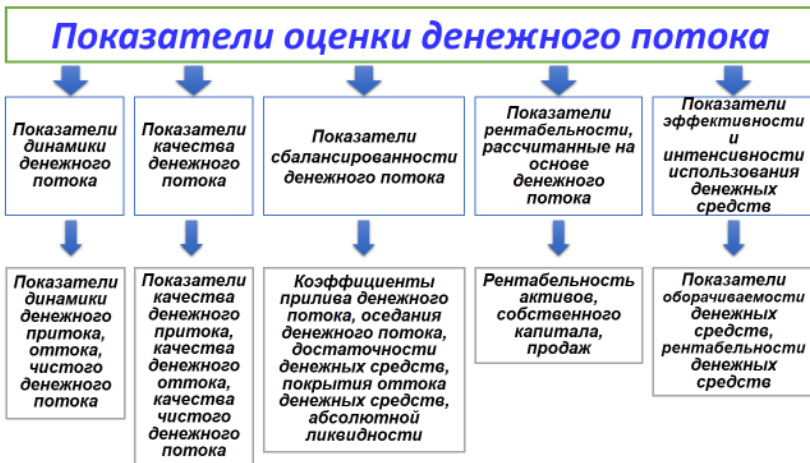 Показатели оценки денежного потока
Показатели
динамики
денежного
потока
Показатели
качества
денежного
потока
Показатели
сбалансированности
денежного потока
Показатели
рентабельности,
рассчитанные на
основе
денежного
потока
Показатели
эффективности
и
интенсивности
использования
денежных
средств
Показатели
динамики
денежного
притока,
оттока,
чистого
денежного
потока
Показатели
качества
денежного
притока,
качества
денежного
оттока,
качества
чистого
денежного
потока
Коэффициенты
прилива денежного
потока, оседания
денежного потока,
достаточности
денежных средств,
покрытия оттока
денежных средств,
абсолютной
ликвидности
Рентабельность
активов,
собственного
капитала,
продаж
Показатели
оборачиваемости
денежных
средств,
рентабельности
денежных
средств